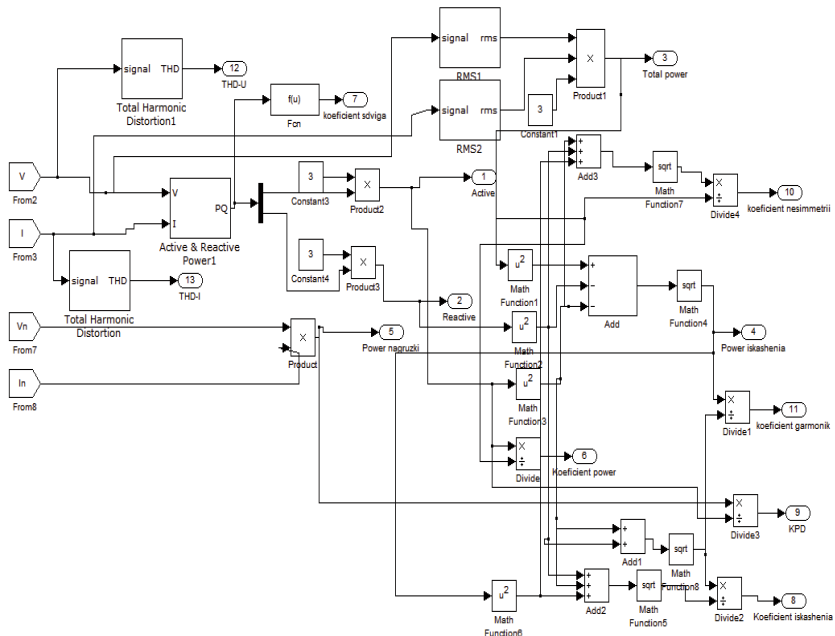 signal THD
12
THD-U
Total Harmonic
Distortion1
f(u)
Fcn
7
koeficient sdviga
signal rms
RMS1
signal rms
RMS2
3
Constant1
×
Product1
3
Total power
V
From2
I
From3
V
I
PQ
Active & Reactive
Power1
3
Constant3
×
Product2
1
Active
3
Constant4
×
Product3
2
Reactive
signal THD
13
THD-I
Total Harmonic
Distortion
Vn
From7
In
From8
×
Product
5
Power nagruzki
+
+
+
Add3
sqrt
Math
Function7
×
÷
Divide4
10
koeficient nesimmetrii
u²
Math
Function1
u²
Math
Function2
u²
Math
Function3
+
−
−
Add
sqrt
Math
Function4
4
Power iskashenia
×
÷
Divide1
11
koeficient garmonik
×
÷
Divide
6
Koeficient power
×
÷
Divide3
9
KPD
+
+
Add1
sqrt
Math
Function8
u²
Math
Function6
+
+
+
Add2
sqrt
Math
Function5
×
÷
Divide2
8
Koeficient iskashenia